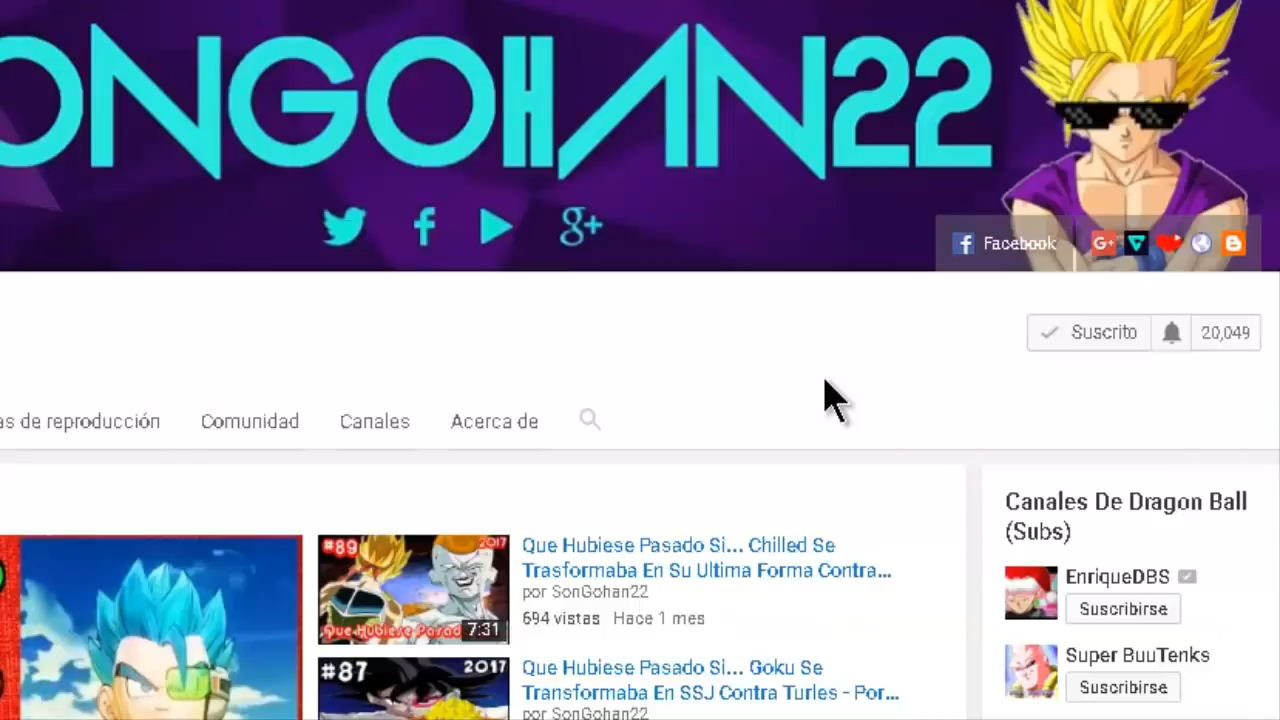 ONGOHAN22
Facebook
Suscrito
20,049
as de reproducción
Comunidad
Canales
Acerca de
Canales De Dragon Ball
(Subs)
#89
2017
Que Hubiese Pasad
7:31
Que Hubiese Pasado Si... Chilled Se
Trasformaba En Su Ultima Forma Contra...
por SonGohan22
694 vistas Hace 1 mes
EnriqueDBS
Suscribirse
Super BuuTenks
Suscribirse
#87
2017
Que Hubiese Pasado Si... Goku Se
Transformaba En SSJ Contra Turles - Por...
por SonGohan22